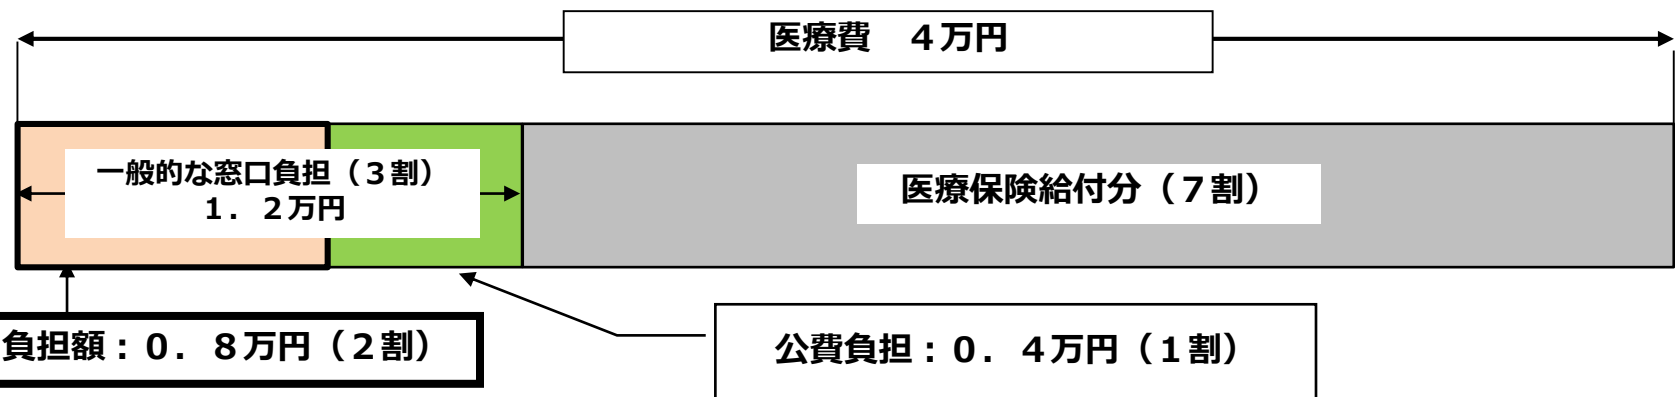 医療費　４万円
一般的な窓口負担（３割）
１．２万円
医療保険給付分（７割）
負担額：０．８万円（２割）
公費負担：０．４万円（１割）